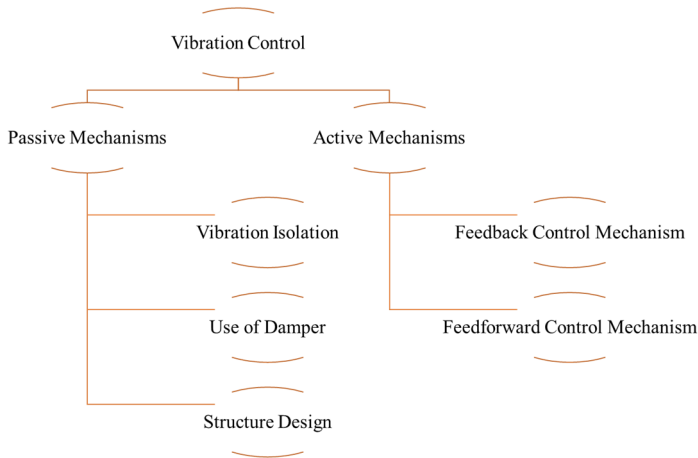 Vibration Control
Passive Mechanisms
Active Mechanisms
Vibration Isolation
Feedback Control Mechanism
Use of Damper
Feedforward Control Mechanism
Structure Design